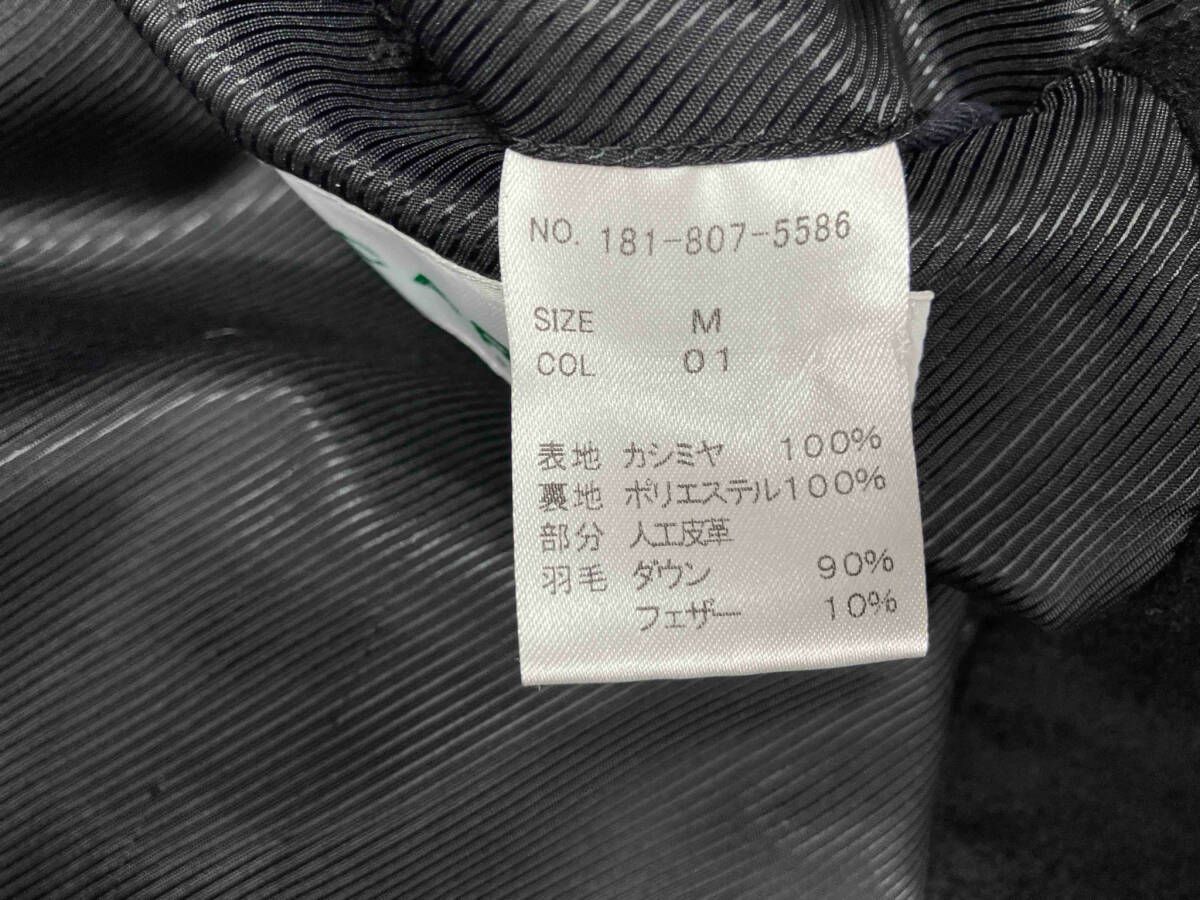 NO. 181-807-5586
SIZE M
COL 01
表地 カシミヤ 100%
裏地 ポリエステル100%
部分 人工皮革
羽毛 ダウン 90%
フェザー 10%